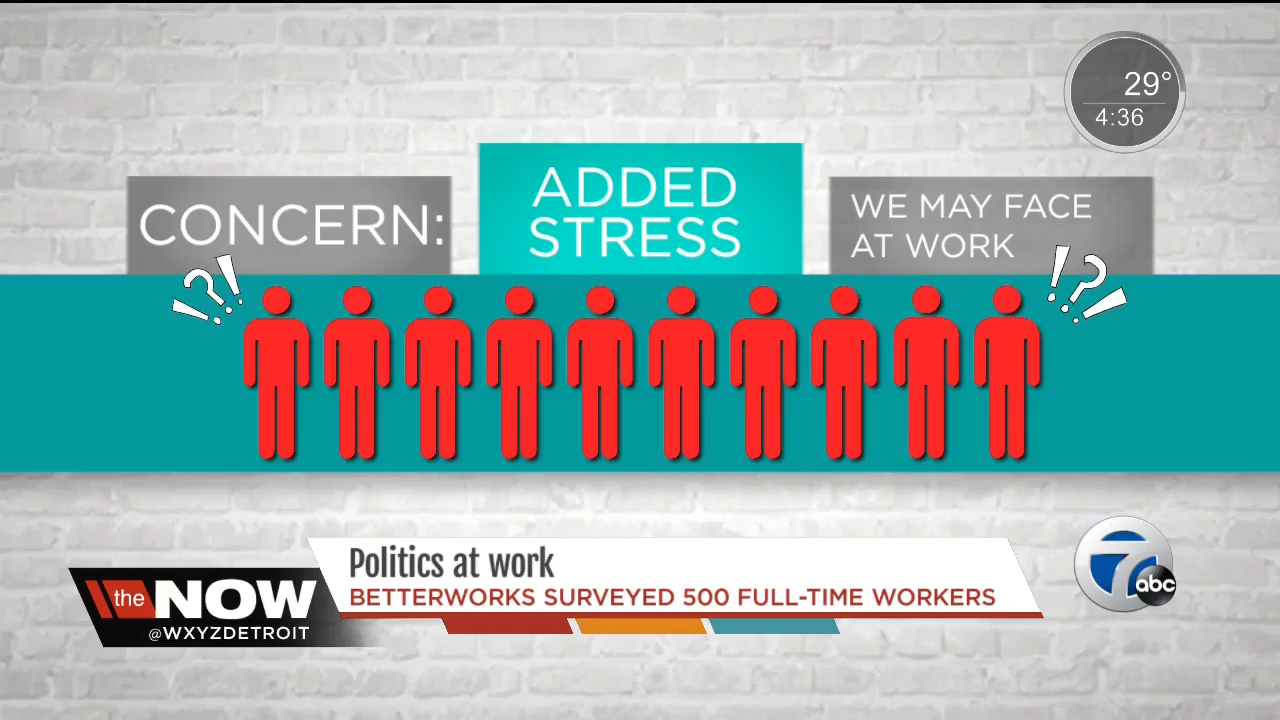 29°
4:36
CONCERN:
ADDED
STRESS
WE MAY FACE
AT WORK
!?!
!?!
Politics at work
BETTERWORKS SURVEYED 500 FULL-TIME WORKERS
the NOW
@WXYZDETROIT
7
abc